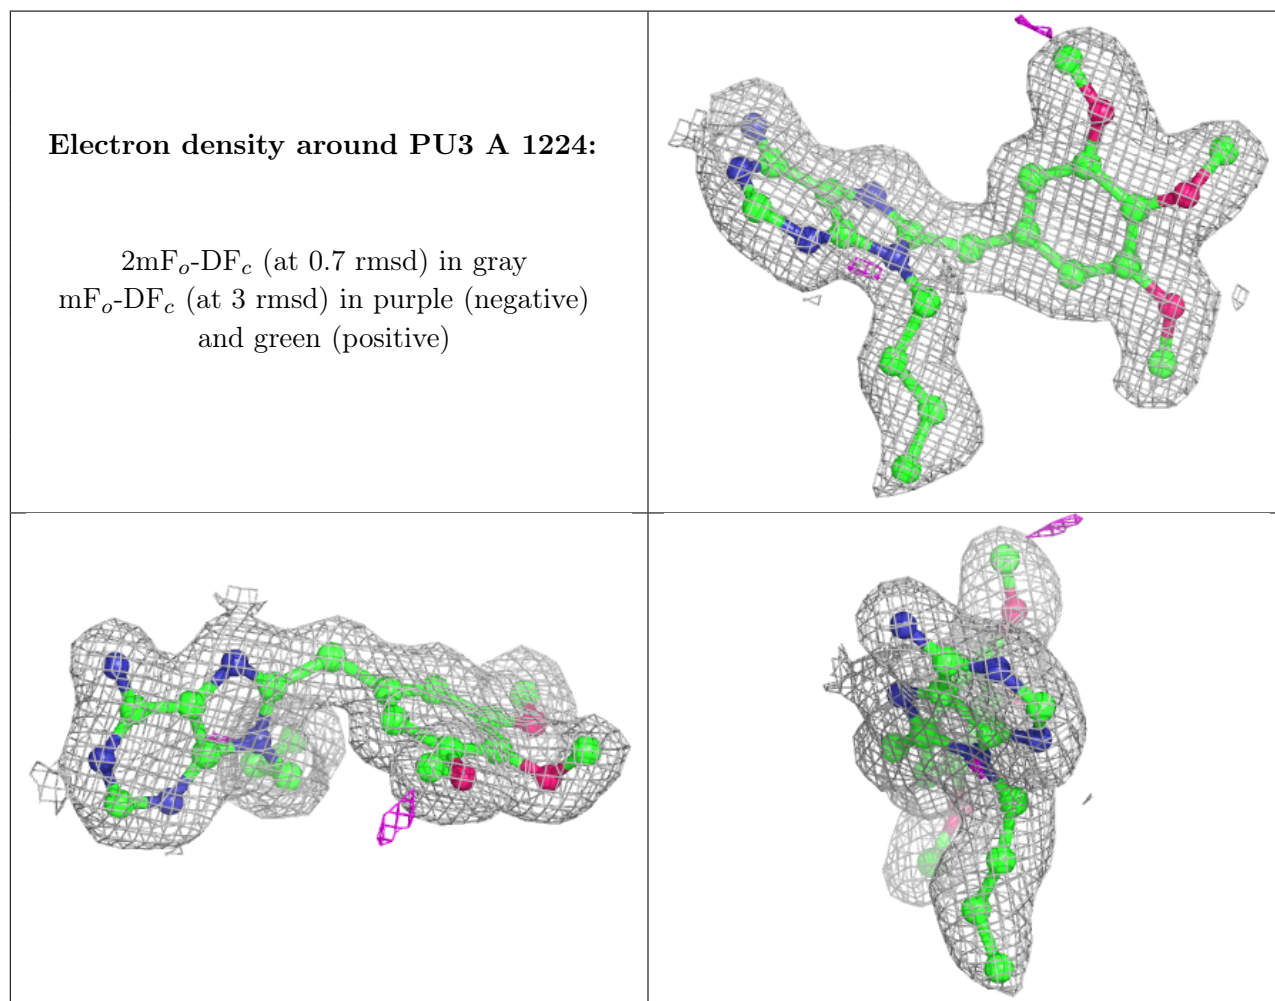 Electron density around PU3 A 1224:
2mFₒ-DF𝒸 (at 0.7 rmsd) in gray
mFₒ-DF𝒸 (at 3 rmsd) in purple (negative)
and green (positive)